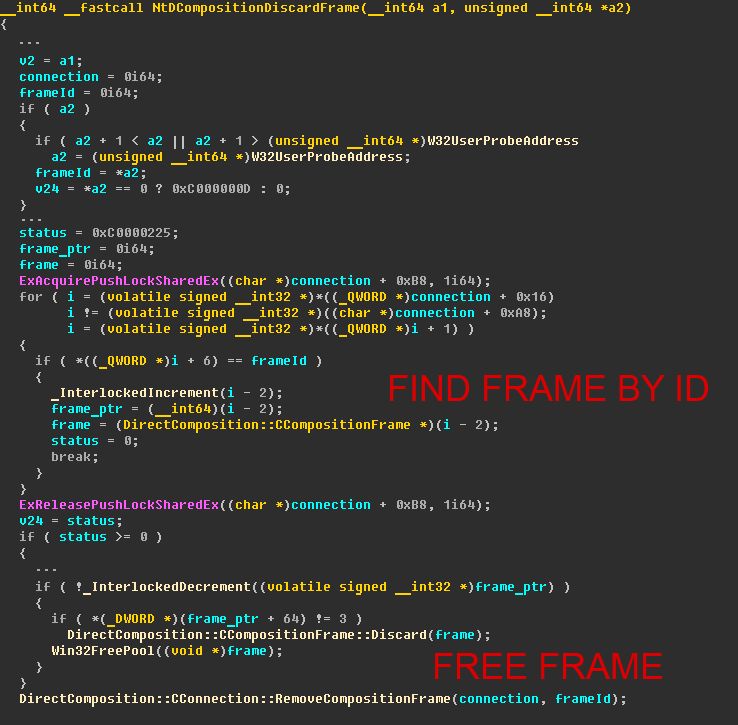 __int64 __fastcall NtDCompositionDiscardFrame(__int64 a1, unsigned __int64 *a2)
{
---
v2 = a1;
connection = 0i64;
frameId = 0i64;
if ( a2 )
{
if ( a2 + 1 < a2 || a2 + 1 > (unsigned __int64 *)W32UserProbeAddress
a2 = (unsigned __int64 *)W32UserProbeAddress;
frameId = *a2;
v24 = *a2 == 0 ? 0xC000000D : 0;
}
---
status = 0xC0000225;
frame_ptr = 0i64;
frame = 0i64;
ExAcquirePushLockSharedEx((char *)connection + 0xB8, 1i64);
for ( i = (volatile signed __int32 *)*((_QWORD *)connection + 0x16)
i != (volatile signed __int32 *)((char *)connection + 0xA8);
i = (volatile signed __int32 *)*((_QWORD *)i + 1) )
{
if ( *((_QWORD *)i + 6) == frameId )
{
_InterlockedIncrement(i - 2);
frame_ptr = (__int64)(i - 2);
frame = (DirectComposition::CCompositionFrame *)(i - 2);
status = 0;
break;
}
}
FIND FRAME BY ID
ExReleasePushLockSharedEx((char *)connection + 0xB8, 1i64);
v24 = status;
if ( status >= 0 )
{
---
if ( !_InterlockedDecrement((volatile signed __int32 *)frame_ptr) )
{
if ( *(_DWORD *)(frame_ptr + 64) != 3 )
DirectComposition::CCompositionFrame::Discard(frame);
Win32FreePool((void *)frame);
}
}
FREE FRAME
DirectComposition::CConnection::RemoveCompositionFrame(connection, frameId);